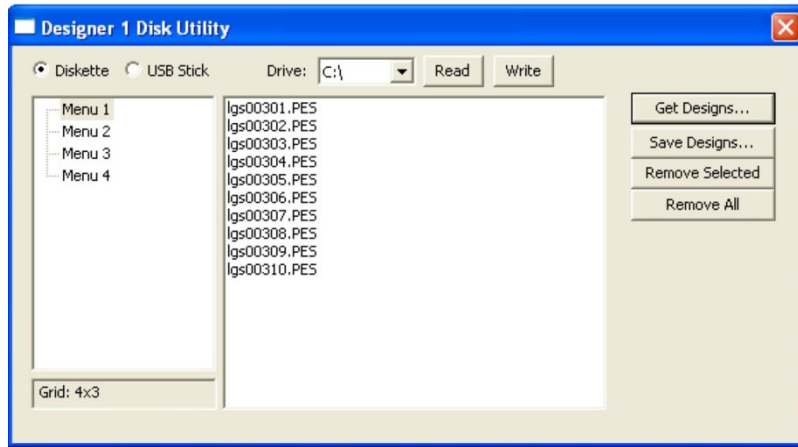 Designer 1 Disk Utility
Diskette USB Stick Drive: C:\ Read Write
Menu 1
Menu 2
Menu 3
Menu 4
Grid: 4x3
lgs00301.PES
lgs00302.PES
lgs00303.PES
lgs00304.PES
lgs00305.PES
lgs00306.PES
lgs00307.PES
lgs00308.PES
lgs00309.PES
lgs00310.PES
Get Designs...
Save Designs...
Remove Selected
Remove All